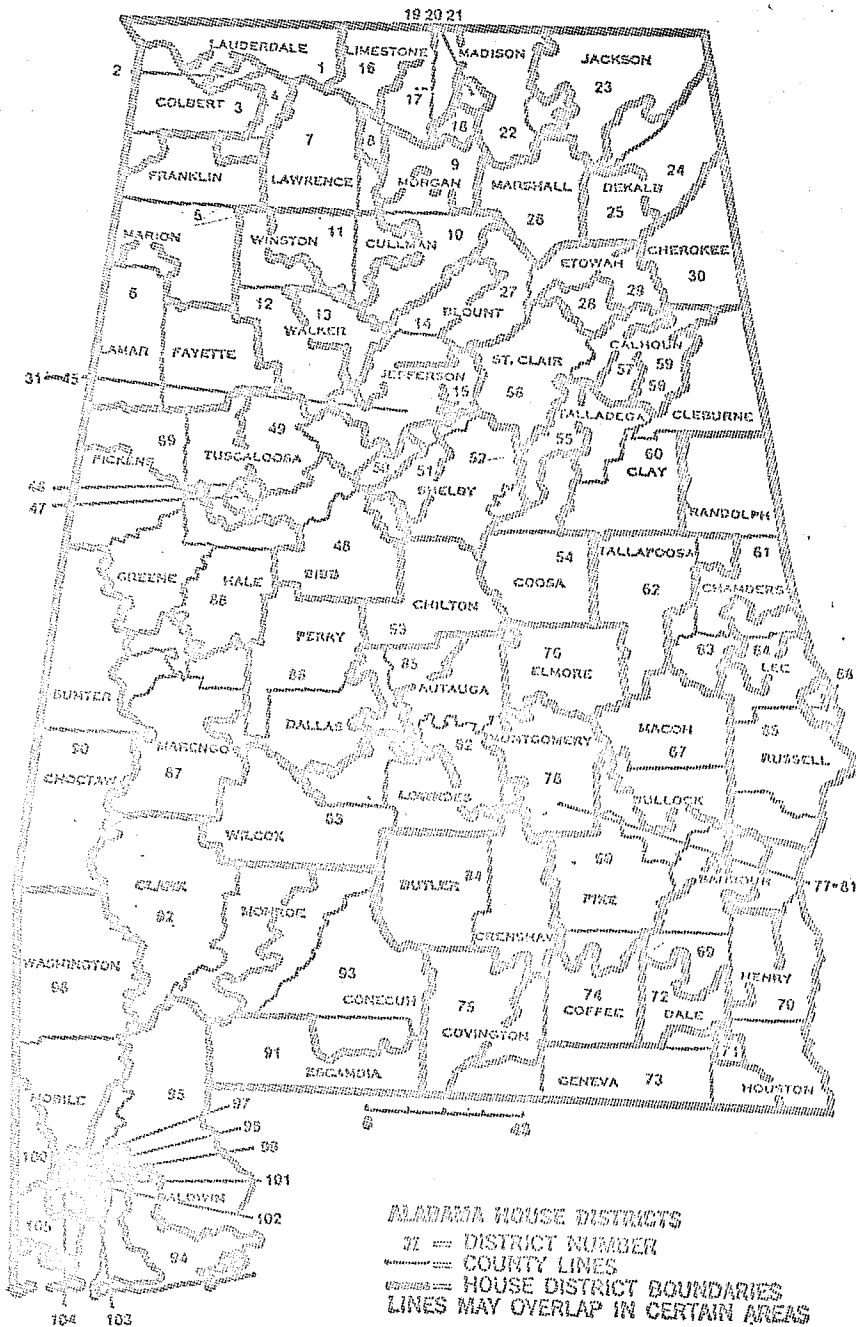 19 20 21
LAUDERDALE
LIMESTONE
MADISON
JACKSON
2
1
16
23
COLBERT
3
4
17
18
22
7
8
9
24
FRANKLIN
LAWRENCE
MORGAN
MARSHALL
DEKALB
25
26
5
MARION
WINSTON
11
CULLMAN
10
ETOWAH
CHEROKEE
30
6
12
13
WALKER
27
BLOUNT
14
28
29
LAMAR
FAYETTE
ST. CLAIR
CALHOUN
57
59
JEFFERSON
15
56
31-45
TALLADEGA
CLEBURNE
69
49
PICKENS
TUSCALOOSA
51
52
55
60
CLAY
SHELBY
47
RANDOLPH
48
BIBB
54
COOSA
TALLAPOOSA
61
GREENE
HALE
CHILTON
62
CHAMBERS
PERRY
76
ELMORE
63
64
LEE
SUMTER
85
AUTAUGA
DALLAS
MACON
67
RUSSELL
90
CHOCTAW
MARENGO
87
82
MONTGOMERY
78
LOWNDES
BULLOCK
WILCOX
BARBOUR
77-81
BUTLER
84
PIKE
MONROE
CRENSHAW
WASHINGTON
93
CONECUH
75
COVINGTON
74
COFFEE
72
DALE
69
HENRY
70
91
ESCAMBIA
GENEVA
73
71
HOUSTON
MOBILE
95
97
99
101
102
100
BALDWIN
105
94
104
103
ALABAMA HOUSE DISTRICTS
= DISTRICT NUMBER
= COUNTY LINES
= HOUSE DISTRICT BOUNDARIES
LINES MAY OVERLAP IN CERTAIN AREAS